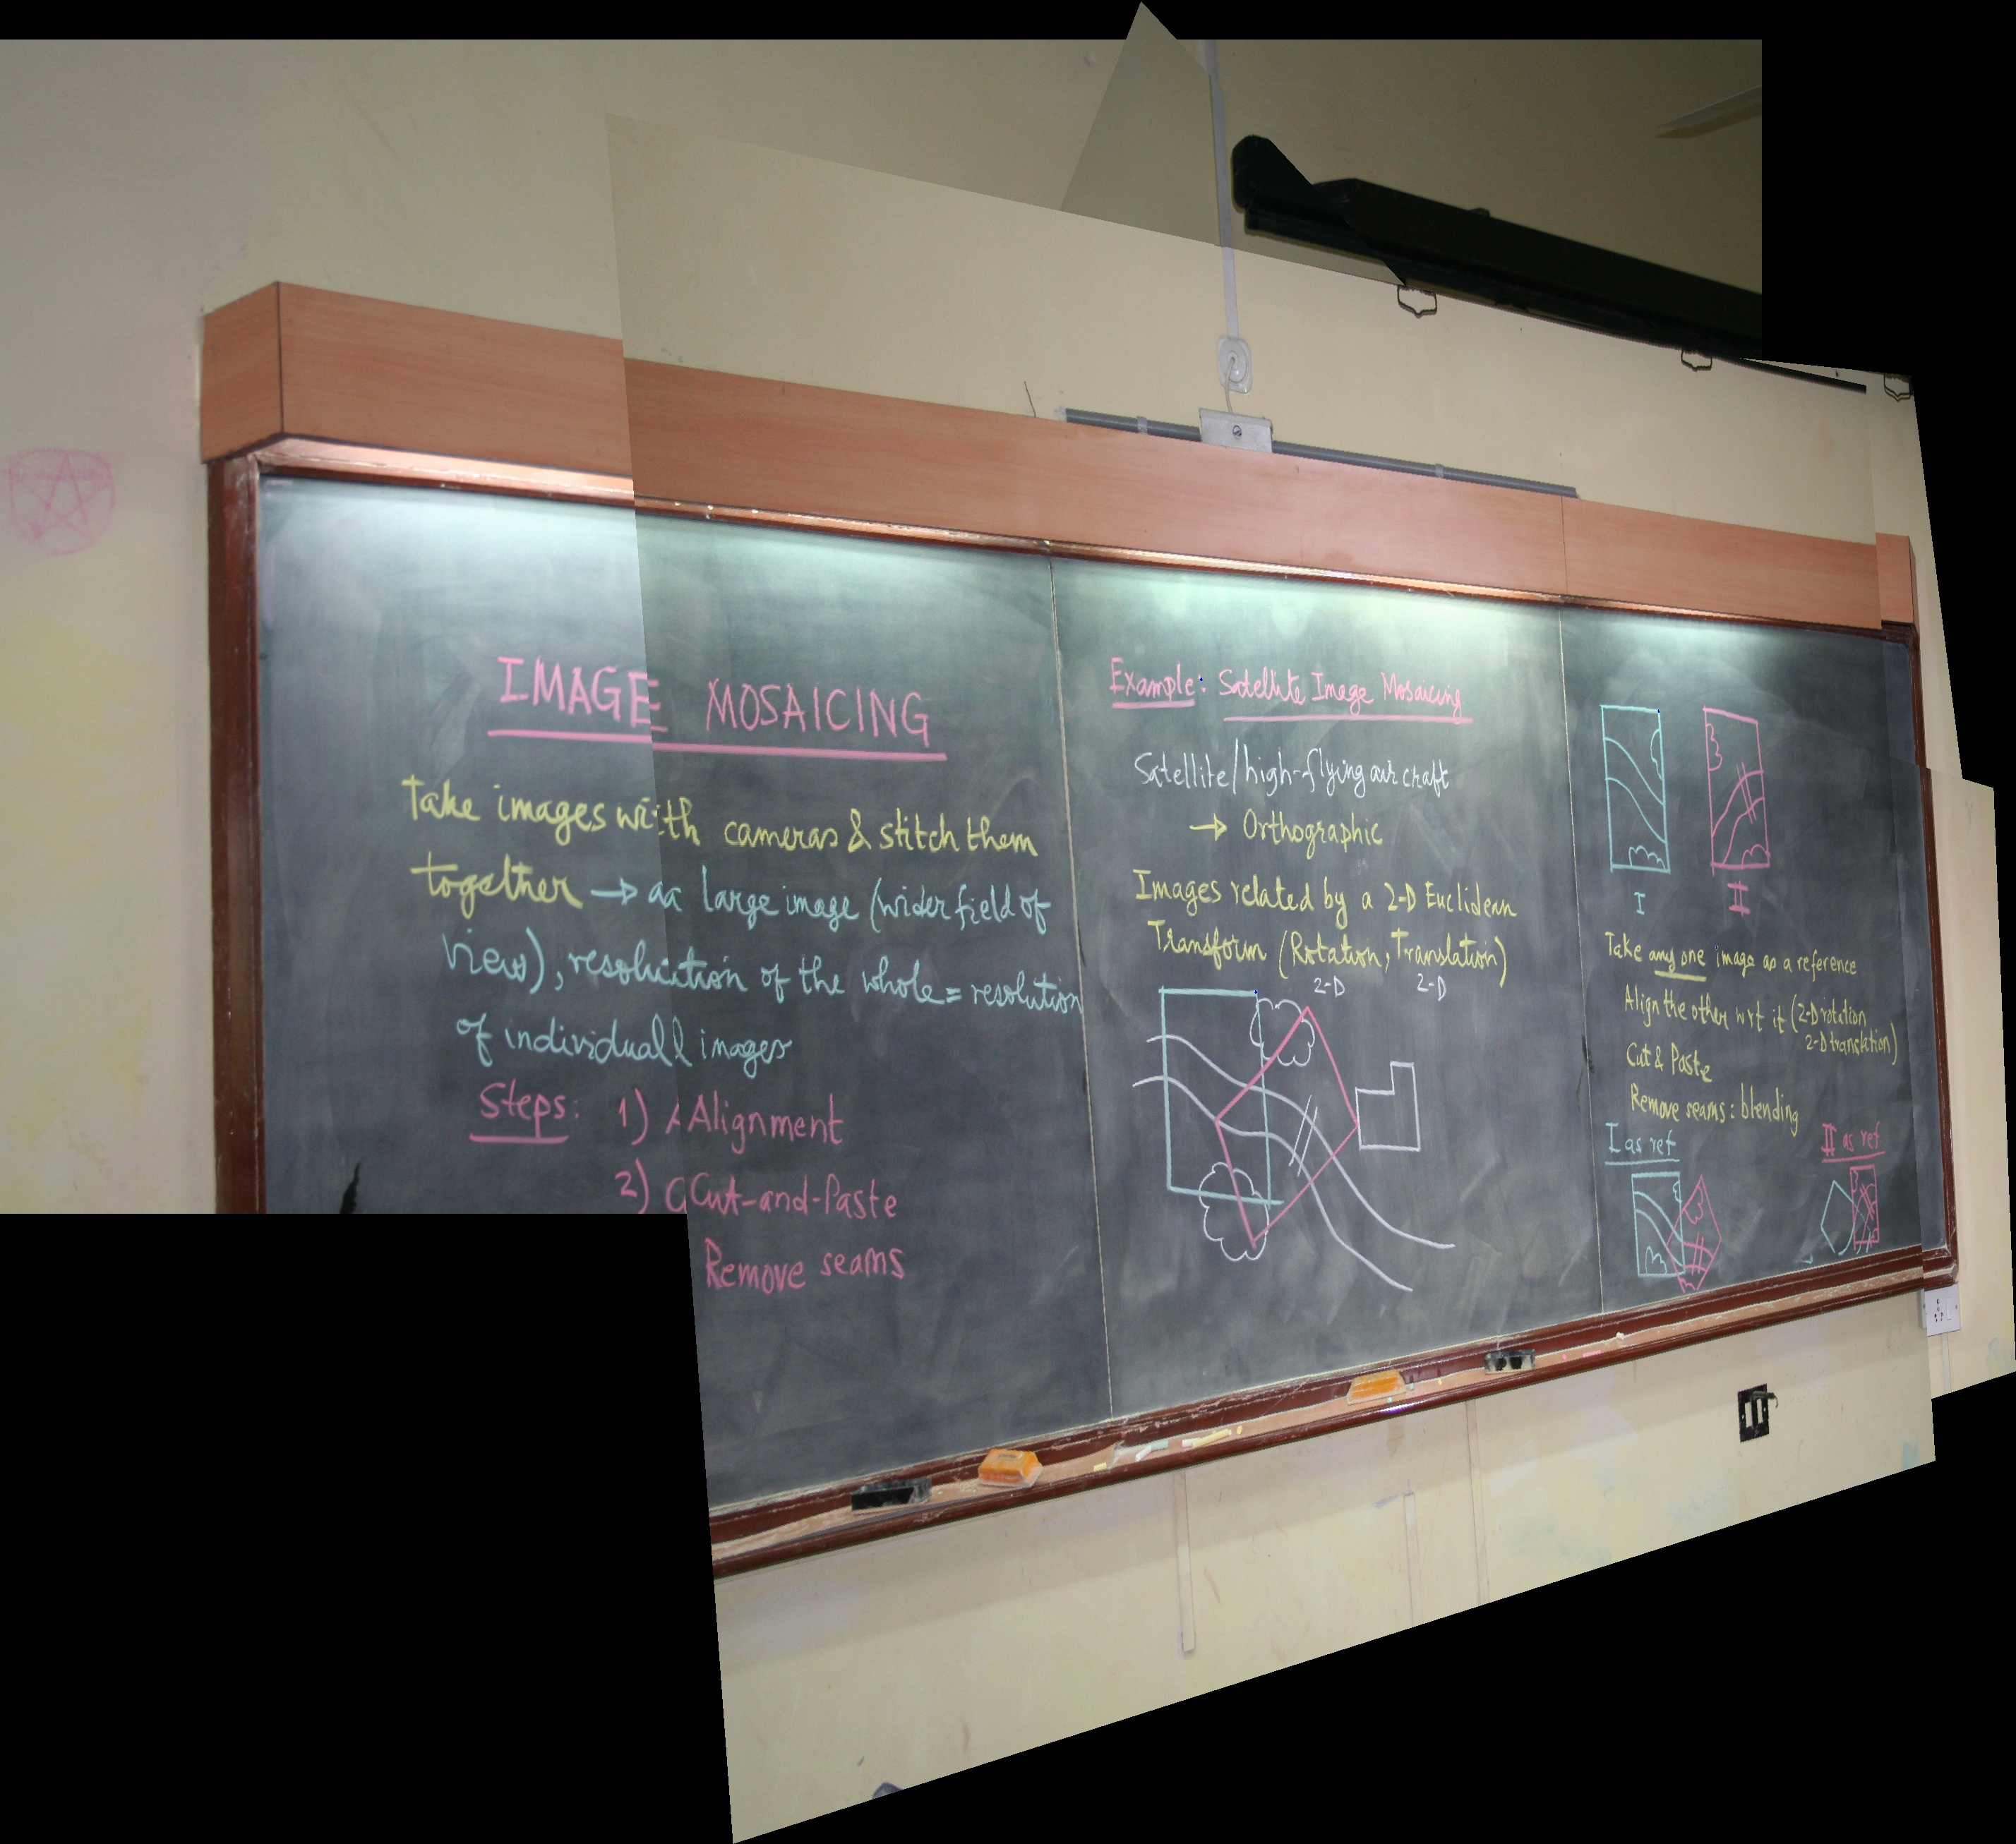 IMAGE MOSAICING
Take images with cameras & stitch them
together → a large image (wider field of
view), resolution of the whole = resolution
of individual images
Steps: 1) Alignment
2) Cut-and-Paste
Remove seams
Example: Satellite Image Mosaicing
Satellite/high-flying aircraft
→ Orthographic
Images related by a 2-D Euclidean
Transform (Rotation, Translation)
2-D 2-D
I II
Take any one image as a reference
Align the other wrt it (2-D rotation
2-D translation)
Cut & Paste
Remove seams: blending
I as ref II as ref